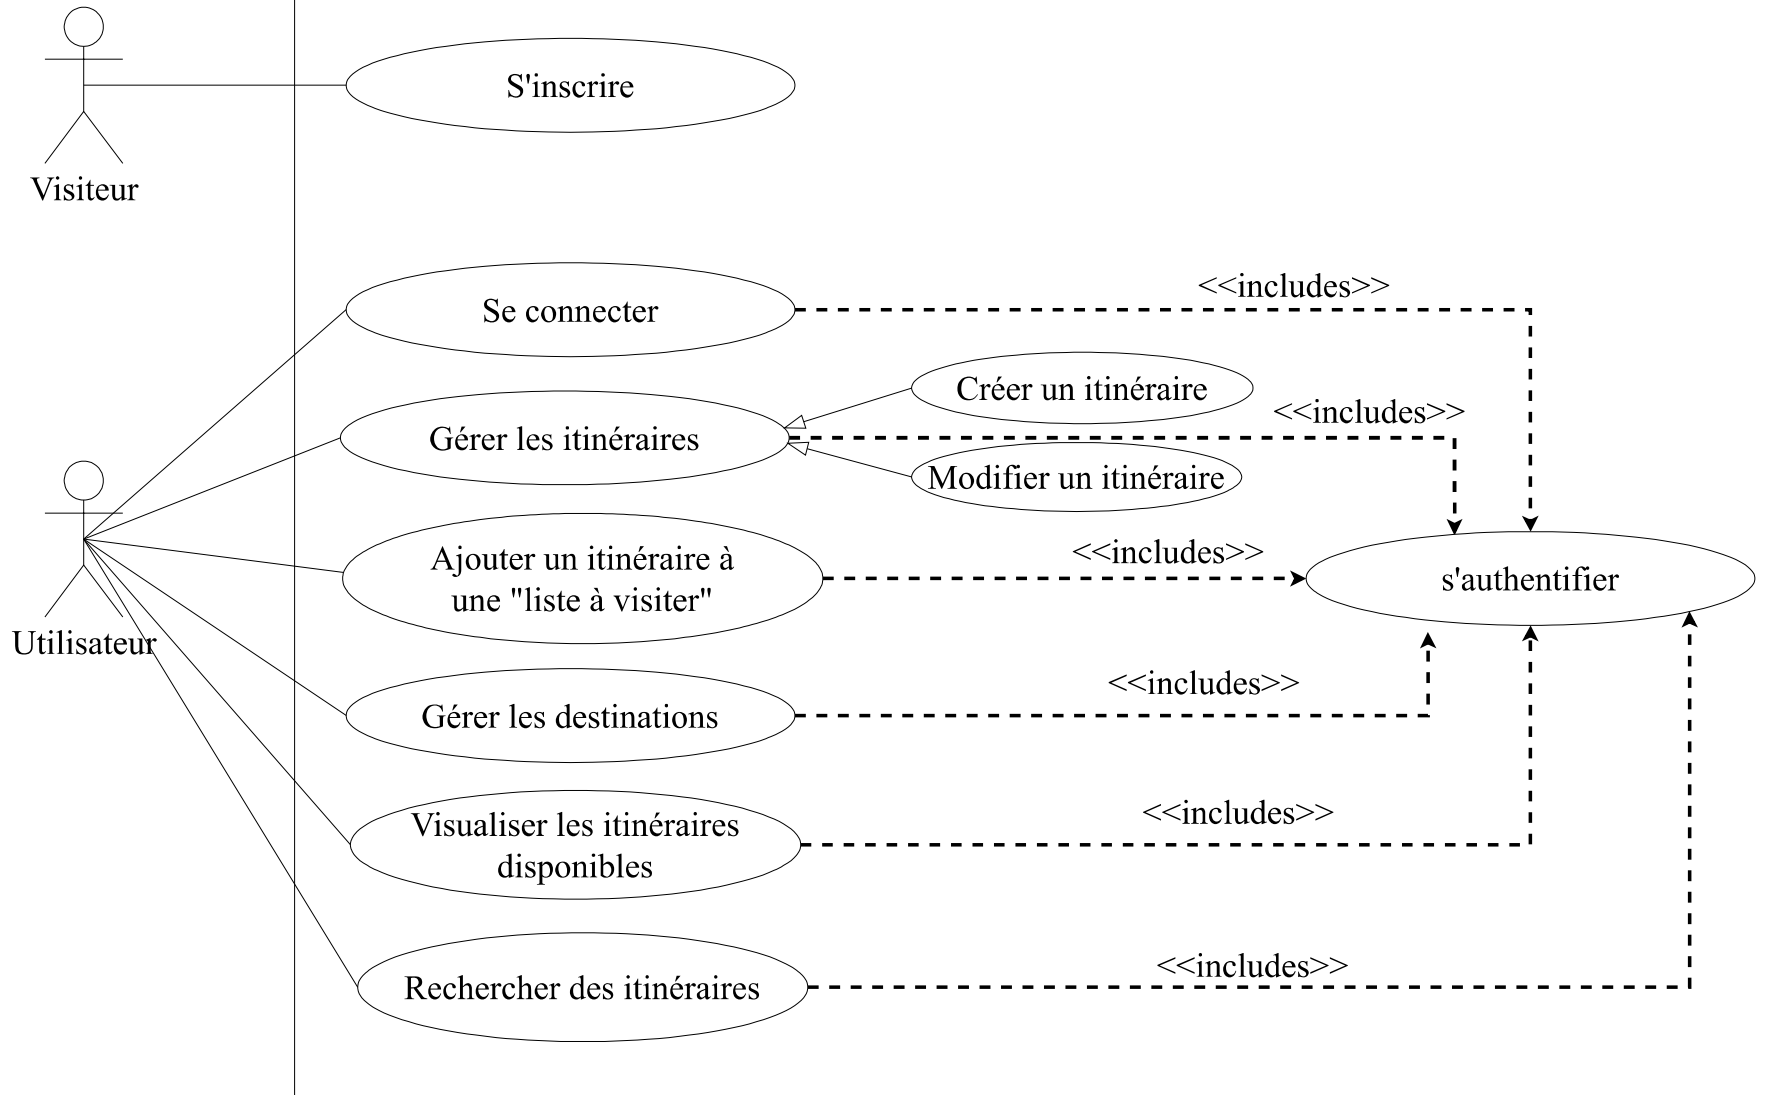 S'inscrire
Visiteur
<<includes>>
Se connecter
Créer un itinéraire
<<includes>>
Gérer les itinéraires
Modifier un itinéraire
<<includes>>
Ajouter un itinéraire à
une "liste à visiter"
s'authentifier
Utilisateur
<<includes>>
Gérer les destinations
<<includes>>
Visualiser les itinéraires
disponibles
<<includes>>
Rechercher des itinéraires